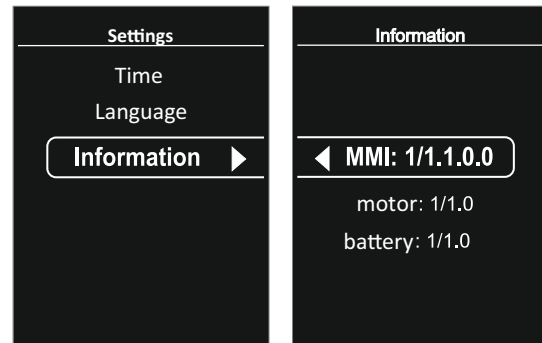 Settings
Time
Language
Information
Information
MMI: 1/1.1.0.0
motor: 1/1.0
battery: 1/1.0